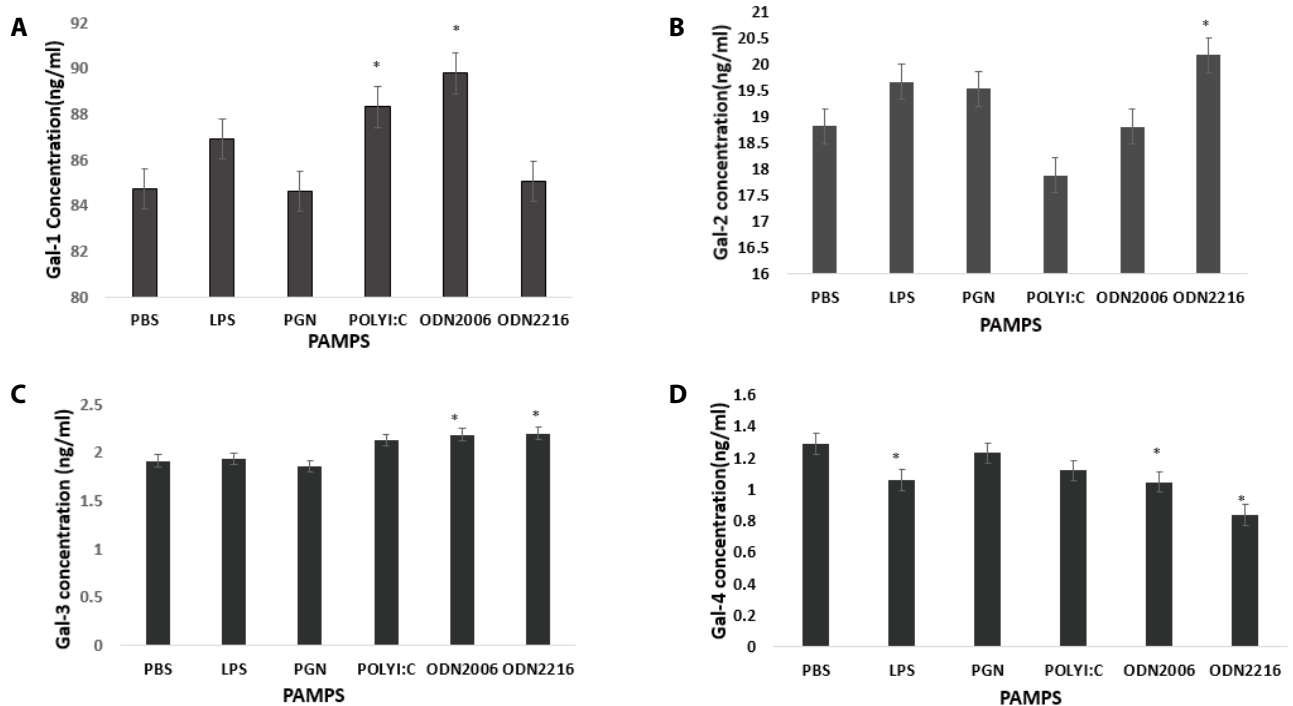 A
Gal-1 Concentration(ng/ml)
92
90
88
86
84
82
80
*
*
PBS LPS PGN POLYI:C ODN2006 ODN2216
PAMPS
B
Gal-2 concentration(ng/ml)
21
20.5
20
19.5
19
18.5
18
17.5
17
16.5
16
*
PBS LPS PGN POLYI:C ODN2006 ODN2216
PAMPS
C
Gal-3 concentration (ng/ml)
2.5
2
1.5
1
0.5
0
* *
PBS LPS PGN POLYI:C ODN2006 ODN2216
PAMPS
D
Gal-4 concentration(ng/ml)
1.6
1.4
1.2
1
0.8
0.6
0.4
0.2
0
*
*
*
PBS LPS PGN POLYI:C ODN2006 ODN2216
PAMPS